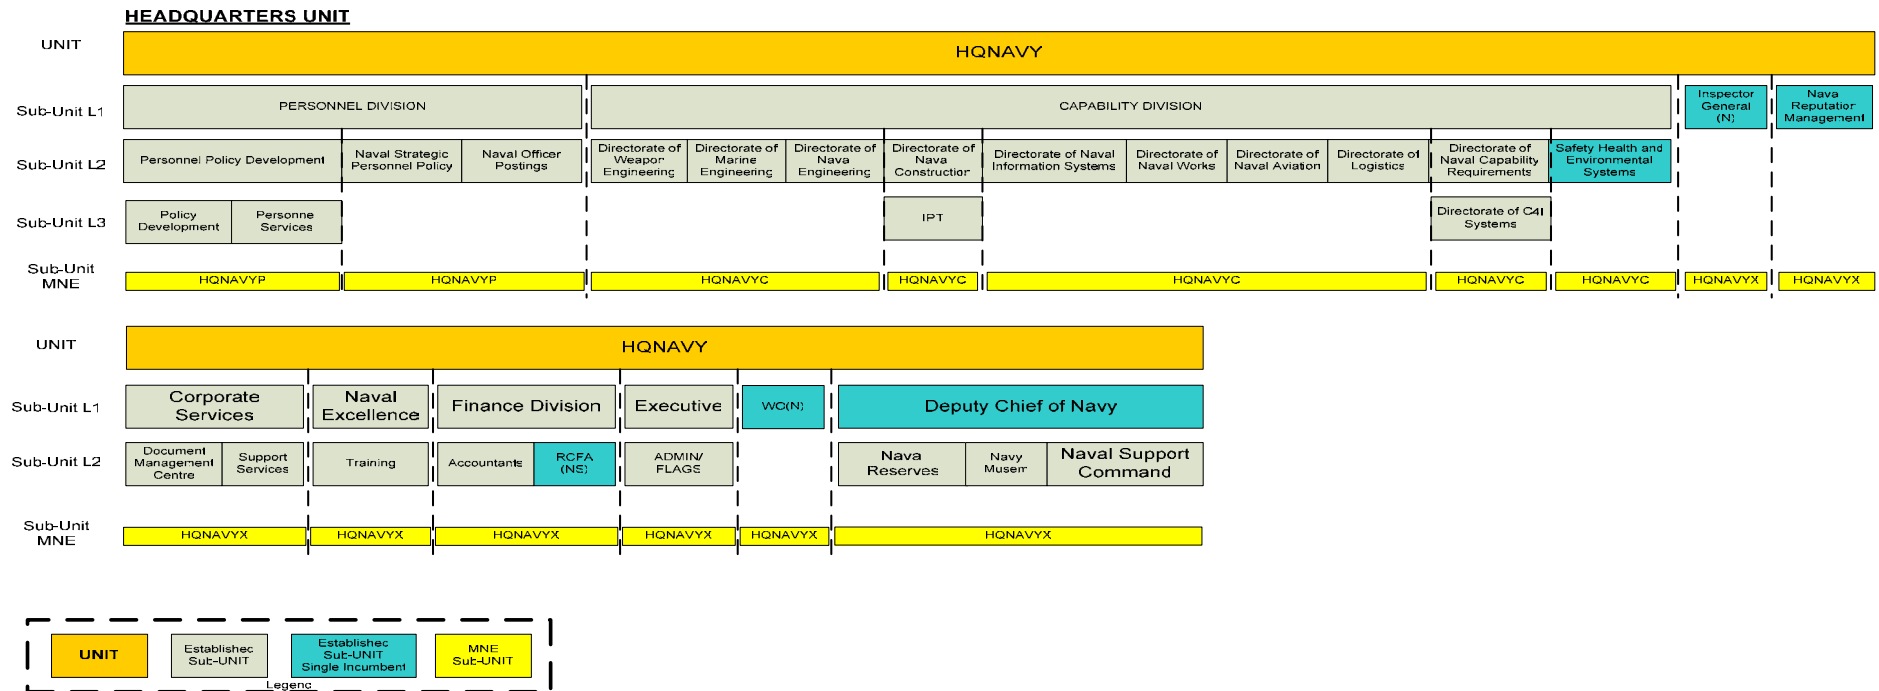 HEADQUARTERS UNIT
UNIT
HQNAVY
Sub-Unit L1
PERSONNEL DIVISION
CAPABILITY DIVISION
Inspector
General
(N)
Nava
Reputation
Management
Sub-Unit L2
Personnel Policy Development
Naval Strategic
Personnel Policy
Naval Officer
Postings
Directorate of
Weapon
Engineering
Directorate of
Marine
Engineering
Directorate of
Nava
Engineering
Directorate of
Nava
Construction
Directorate of Naval
Information Systems
Directorate of
Naval Works
Directorate of
Naval Aviation
Directorate of
Logistics
Directorate of
Naval Capability
Requirements
Safety Health and
Environmental
Systems
Sub-Unit L3
Policy
Development
Personne
Services
IPT
Directorate of C4I
Systems
Sub-Unit
MNE
HQNAVYP
HQNAVYP
HQNAVYC
HQNAVYC
HQNAVYC
HQNAVYC
HQNAVYC
HQNAVYX
HQNAVYX
UNIT
HQNAVY
Sub-Unit L1
Corporate
Services
Naval
Excellence
Finance Division
Executive
WO(N)
Deputy Chief of Navy
Sub-Unit L2
Document
Management
Centre
Support
Services
Training
Accountants
RCFA
(NS)
ADMIN/
FLAGS
Nava
Reserves
Navy
Musem
Naval Support
Command
Sub-Unit
MNE
HQNAVYX
HQNAVYX
HQNAVYX
HQNAVYX
HQNAVYX
HQNAVYX
UNIT
Established
Sub-UNIT
Established
Sub-UNIT
Single Incumbent
MNE
Sub-UNIT
Legend